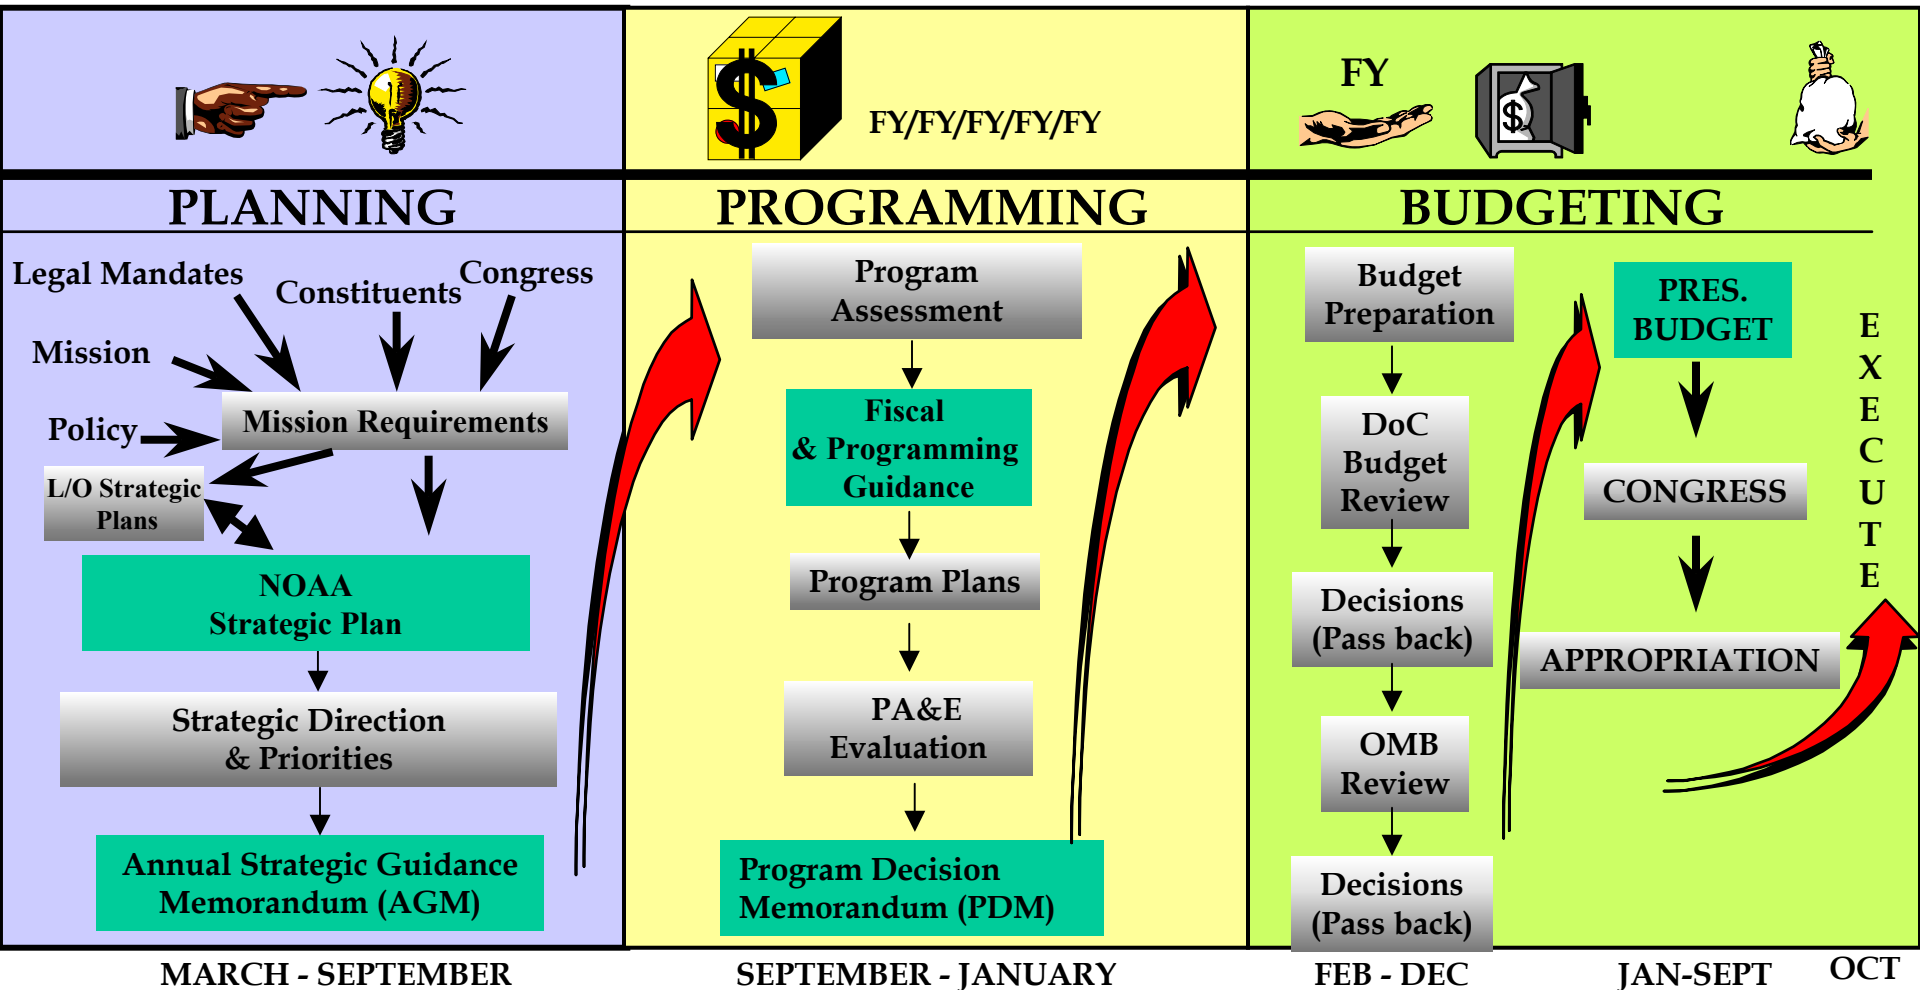 $
FY/FY/FY/FY/FY
FY
$
PLANNING
PROGRAMMING
BUDGETING
Legal Mandates
Constituents
Congress
Mission
Policy
Mission Requirements
L/O Strategic
Plans
NOAA
Strategic Plan
Strategic Direction
& Priorities
Annual Strategic Guidance
Memorandum (AGM)
MARCH - SEPTEMBER
Program
Assessment
Fiscal
& Programming
Guidance
Program Plans
PA&E
Evaluation
Program Decision
Memorandum (PDM)
SEPTEMBER - JANUARY
Budget
Preparation
DoC
Budget
Review
Decisions
(Pass back)
OMB
Review
Decisions
(Pass back)
FEB - DEC
PRES.
BUDGET
CONGRESS
APPROPRIATION
JAN-SEPT
E
X
E
C
U
T
E
OCT